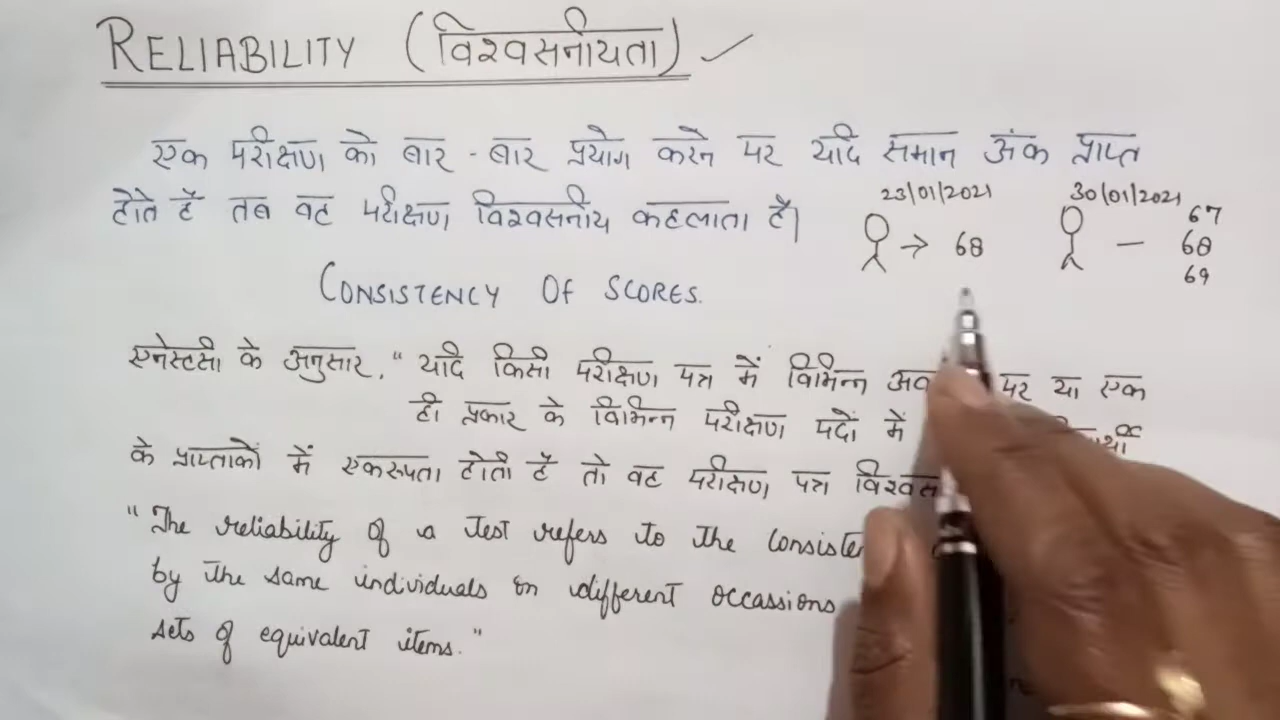 RELIABILITY (विश्वसनीयता) ✓
एक परीक्षण को बार - बार प्रयोग करने पर यदि समान अंक प्राप्त
होते हैं तब वह परीक्षण विश्वसनीय कहलाता है।
23/01/2021 30/01/2021
67
→ 68 — 68
69
CONSISTENCY OF SCORES.
एनेस्टसी के अनुसार, " यदि किसी परीक्षण पत्र में विभिन्न पर या एक
ही प्रकार के विभिन्न परीक्षण पदों में
के प्राप्तांकों में एकरूपता होती है तो वह परीक्षण पत्र
" The reliability of a test refers to the
by the same individuals on different occassions
sets of equivalent items."